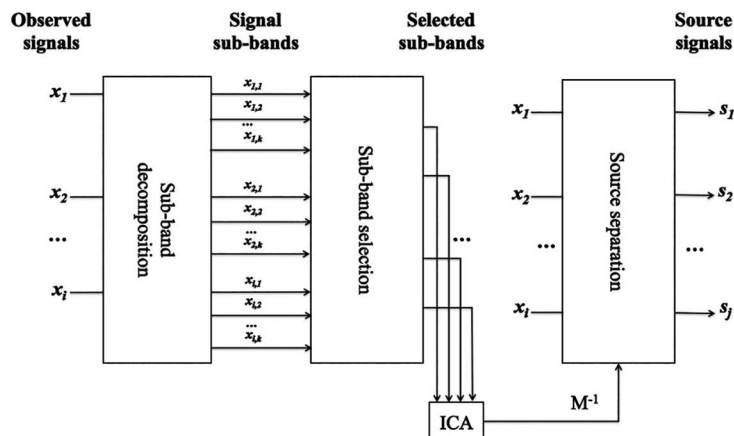 Observed signals
Signal sub-bands
Selected sub-bands
Source signals
x1
x2
...
xi
Sub-band decomposition
x1,1
x1,2
...
x1,k
x2,1
x2,2
...
x2,k
xi,1
xi,2
...
xi,k
Sub-band selection
...
ICA
M-1
x1
x2
...
xi
Source separation
s1
s2
...
sj